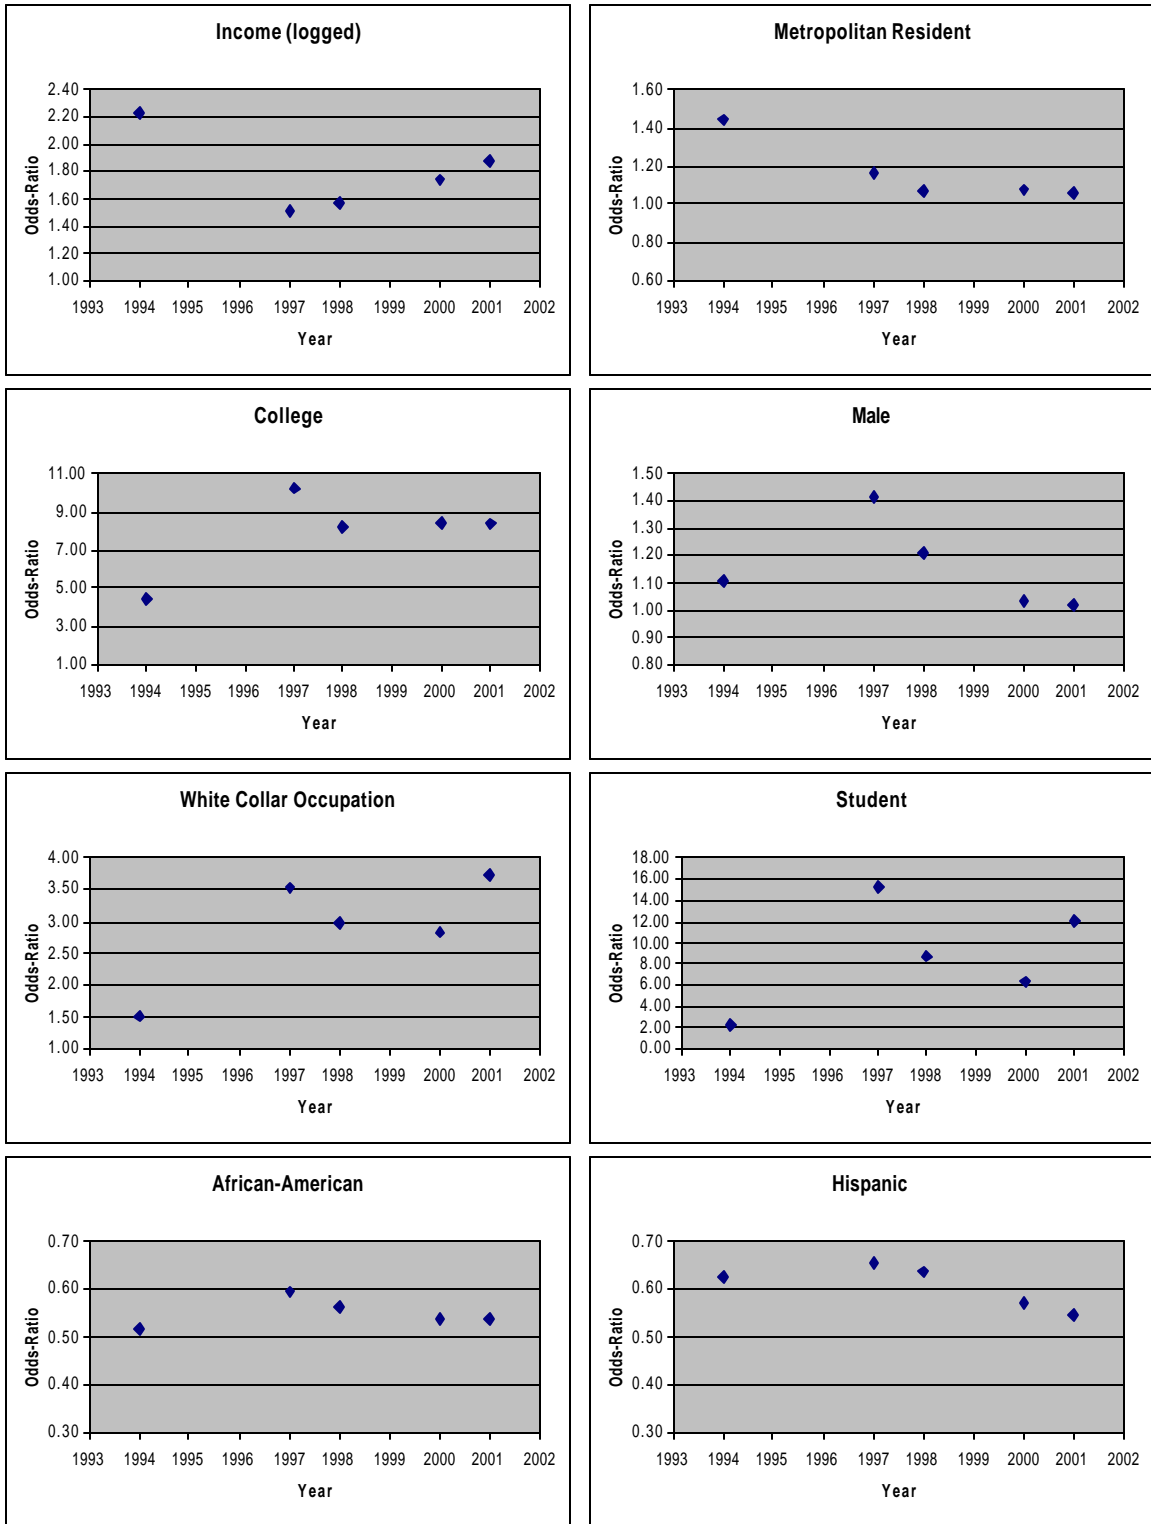 Income (logged)
Odds-Ratio
2.40
2.20
2.00
1.80
1.60
1.40
1.20
1.00
1993 1994 1995 1996 1997 1998 1999 2000 2001 2002
Year
Metropolitan Resident
Odds-Ratio
1.60
1.40
1.20
1.00
0.80
0.60
1993 1994 1995 1996 1997 1998 1999 2000 2001 2002
Year
College
Odds-Ratio
11.00
9.00
7.00
5.00
3.00
1.00
1993 1994 1995 1996 1997 1998 1999 2000 2001 2002
Year
Male
Odds-Ratio
1.50
1.40
1.30
1.20
1.10
1.00
0.90
0.80
1993 1994 1995 1996 1997 1998 1999 2000 2001 2002
Year
White Collar Occupation
Odds-Ratio
4.00
3.50
3.00
2.50
2.00
1.50
1.00
1993 1994 1995 1996 1997 1998 1999 2000 2001 2002
Year
Student
Odds-Ratio
18.00
16.00
14.00
12.00
10.00
8.00
6.00
4.00
2.00
0.00
1993 1994 1995 1996 1997 1998 1999 2000 2001 2002
Year
African-American
Odds-Ratio
0.70
0.60
0.50
0.40
0.30
1993 1994 1995 1996 1997 1998 1999 2000 2001 2002
Year
Hispanic
Odds-Ratio
0.70
0.60
0.50
0.40
0.30
1993 1994 1995 1996 1997 1998 1999 2000 2001 2002
Year